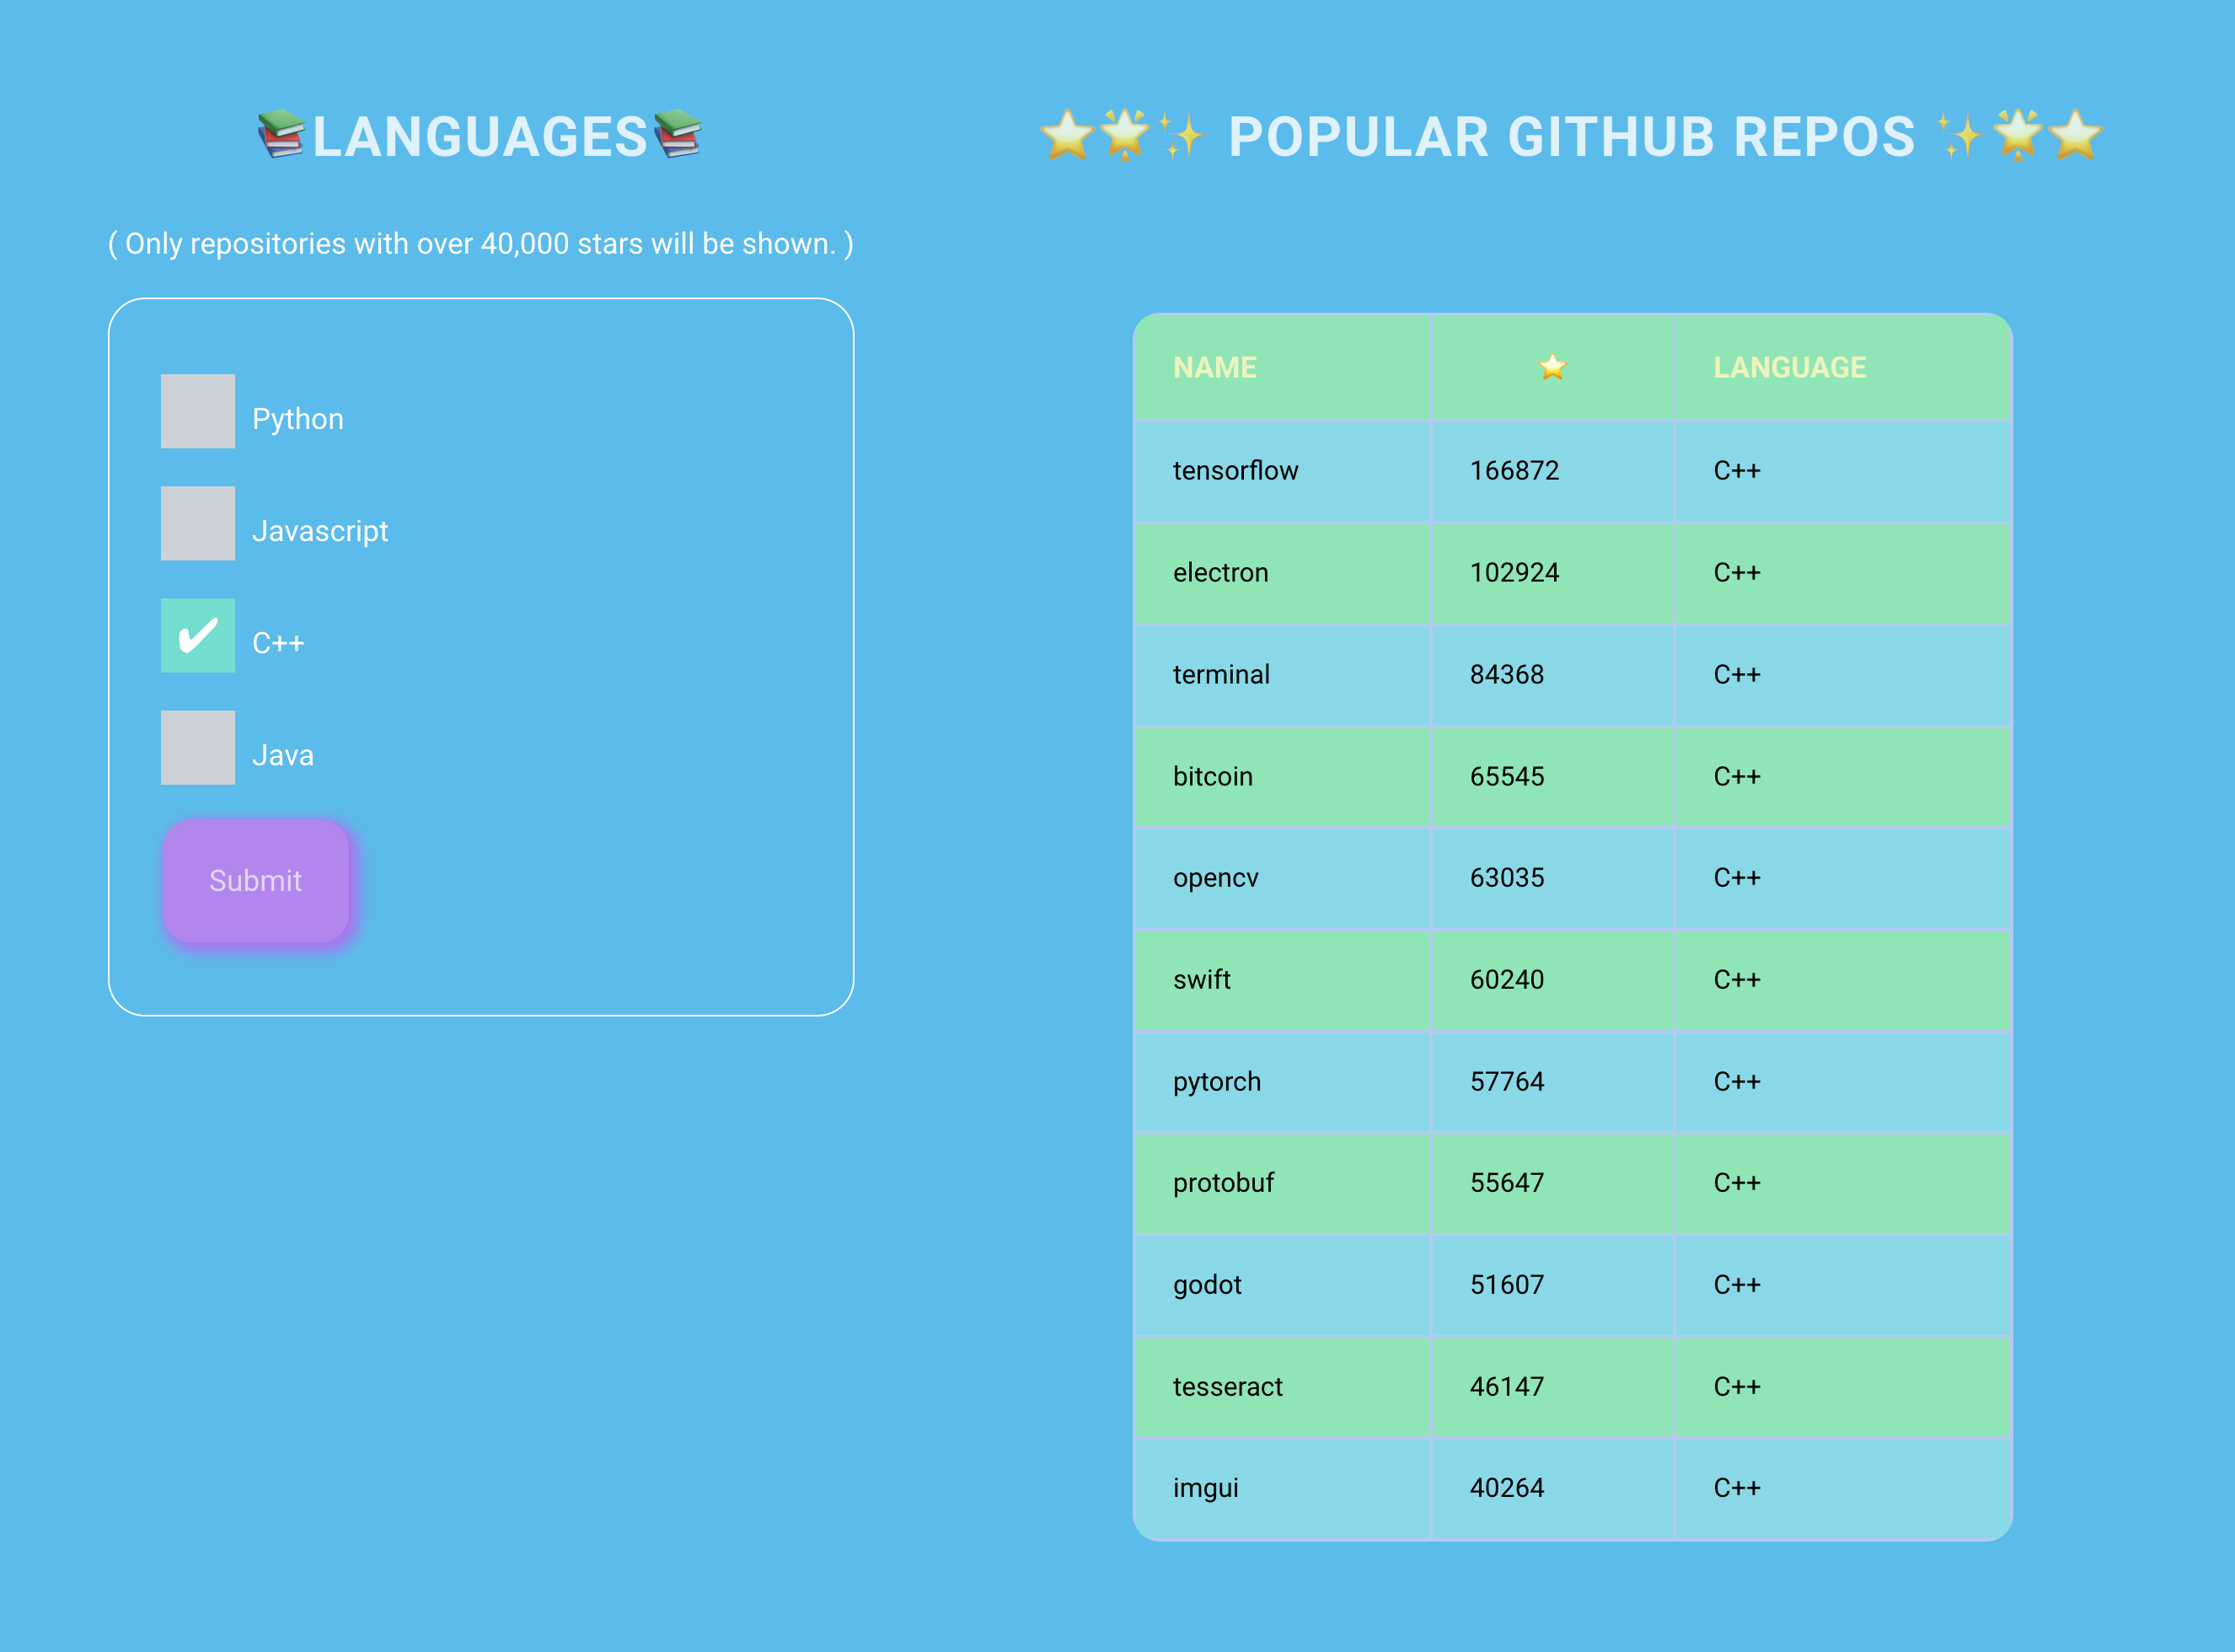 📚LANGUAGES📚
( Only repositories with over 40,000 stars will be shown. )
Python
Javascript
✔ C++
Java
Submit
⭐🌟✨ POPULAR GITHUB REPOS ✨🌟⭐
NAME ⭐ LANGUAGE
tensorflow 166872 C++
electron 102924 C++
terminal 84368 C++
bitcoin 65545 C++
opencv 63035 C++
swift 60240 C++
pytorch 57764 C++
protobuf 55647 C++
godot 51607 C++
tesseract 46147 C++
imgui 40264 C++